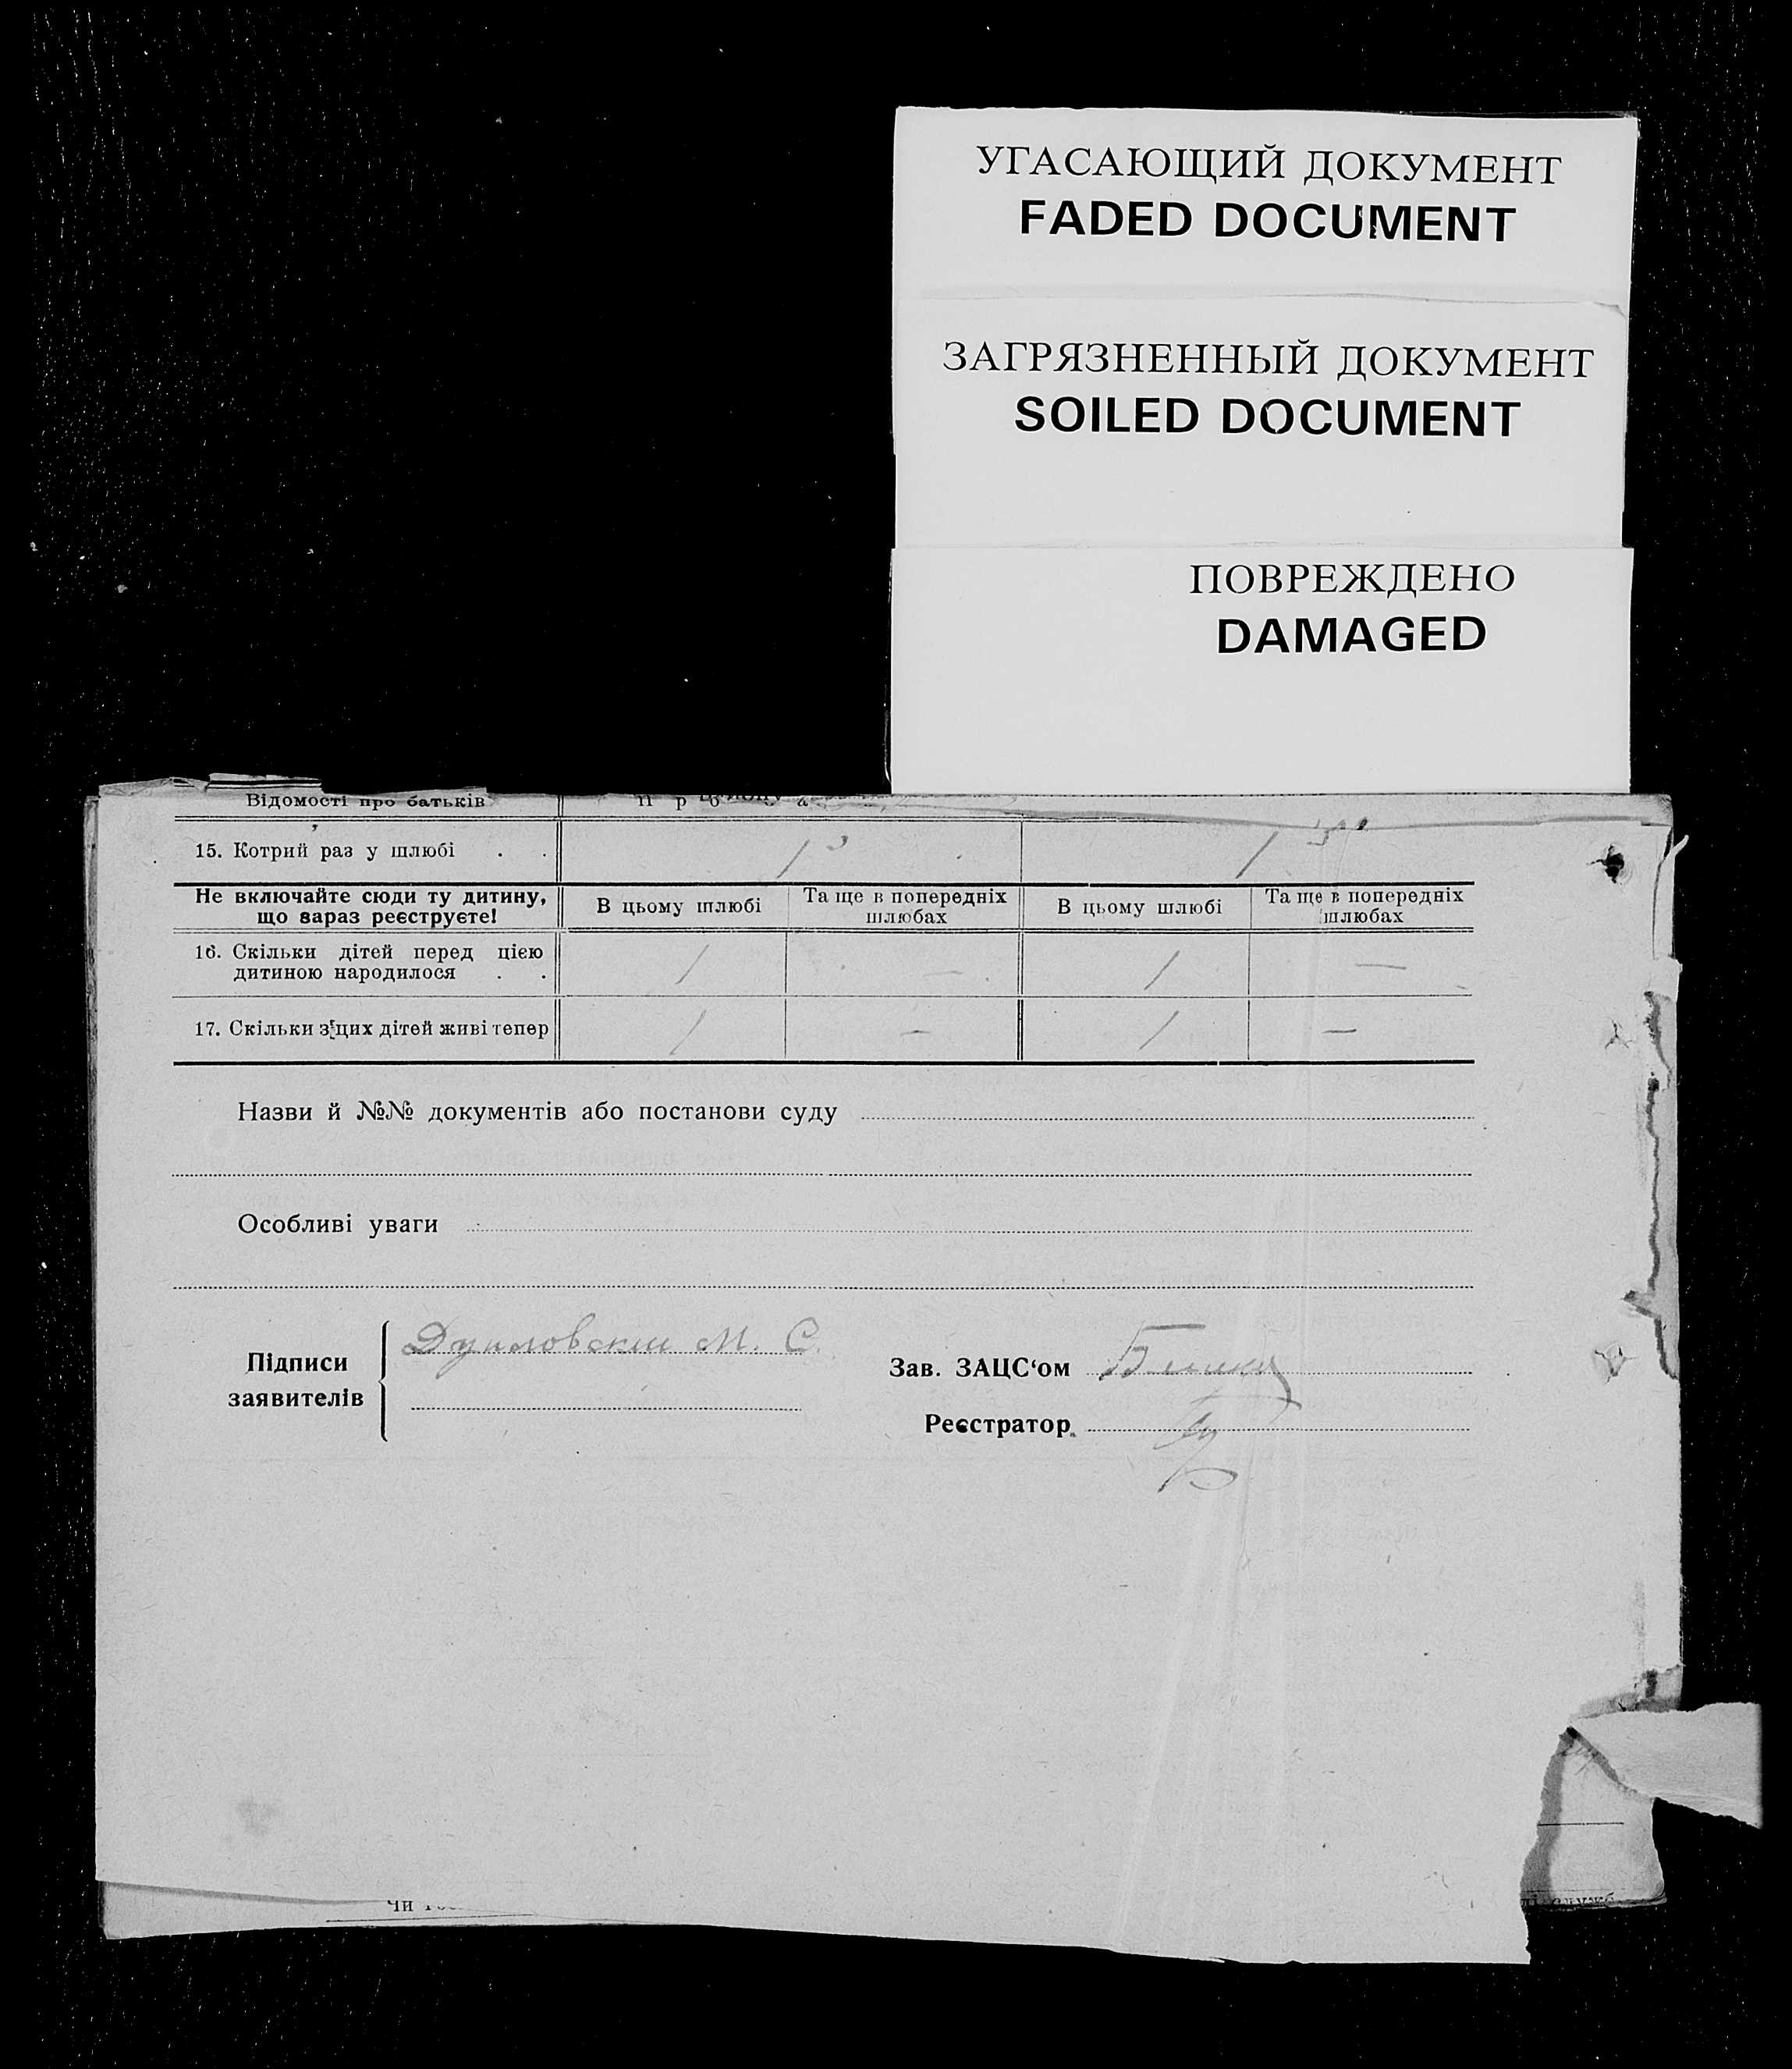 УГАСАЮЩИЙ ДОКУМЕНТ
FADED DOCUMENT
ЗАГРЯЗНЕННЫЙ ДОКУМЕНТ
SOILED DOCUMENT
ПОВРЕЖДЕНО
DAMAGED
Відомості про батьків
15. Котрий раз у шлюбі . . 1 1
Не включайте сюди ту дитину, що зараз реєструєте! В цьому шлюбі Та ще в попередніх шлюбах В цьому шлюбі Та ще в попередніх шлюбах
16. Скільки дітей перед цією
дитиною народилося . . 1 — 1 —
17. Скільки з цих дітей живі тепер 1 — 1 —
Назви й №№ документів або постанови суду
Особливі уваги
Підписи заявителів
М. С.
Зав. ЗАЦС‘ом
Реєстратор
Чи